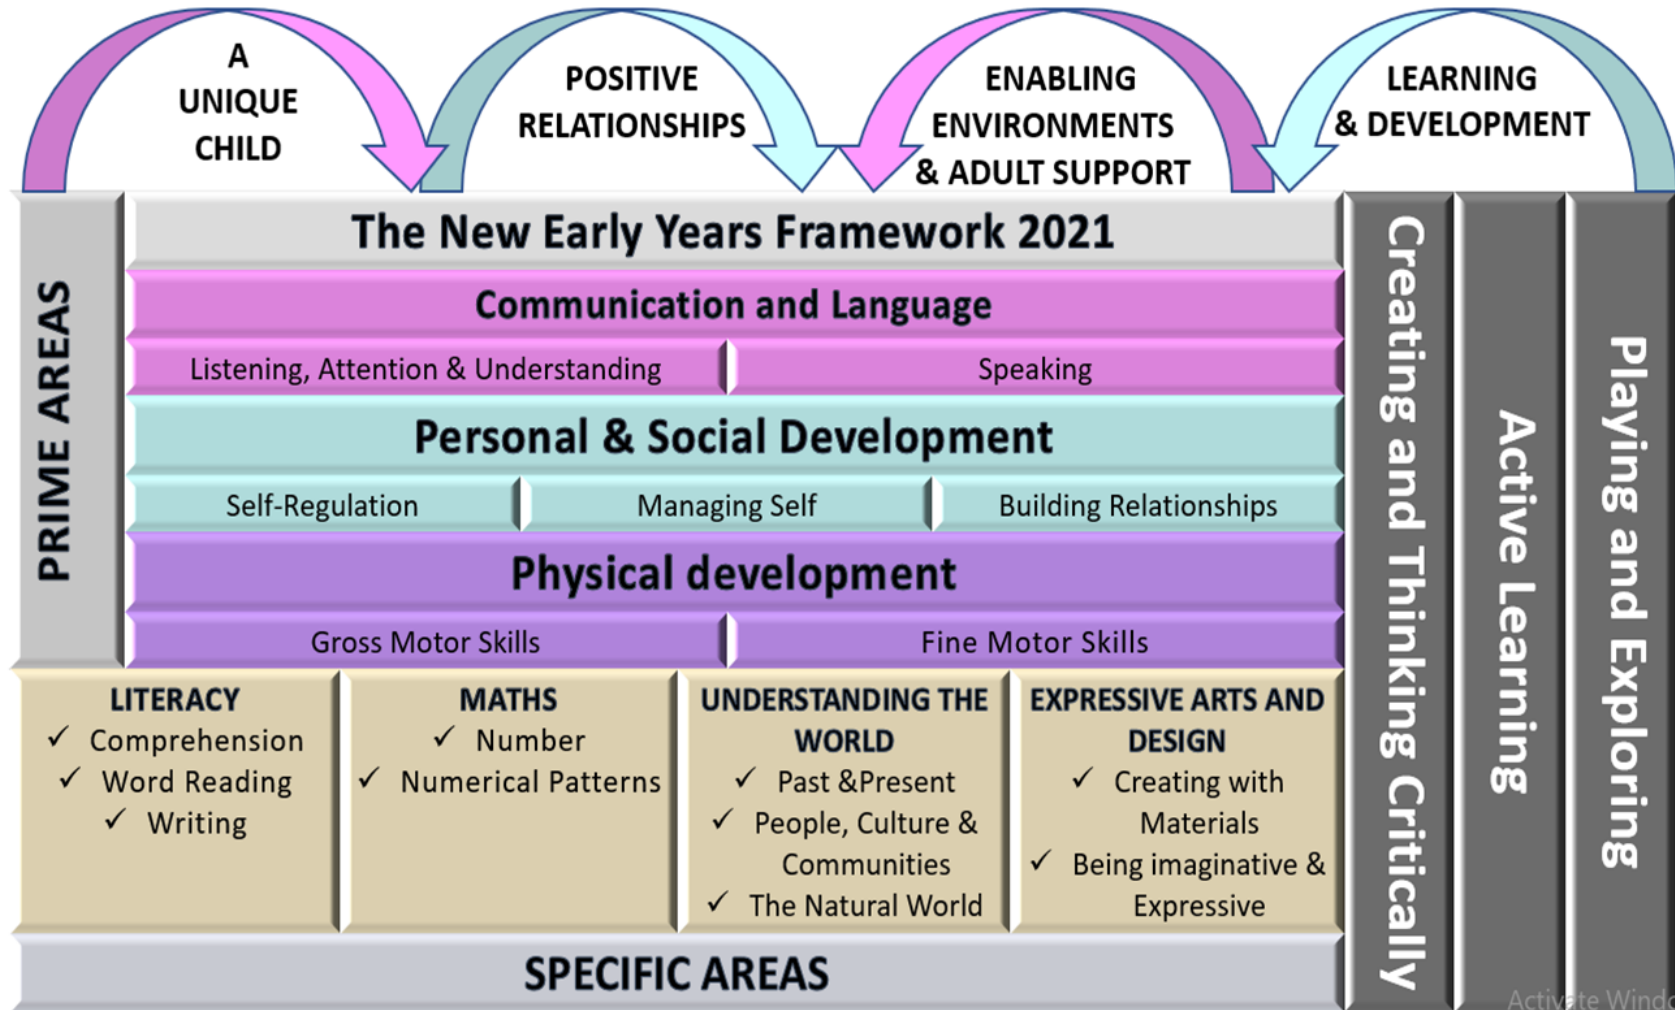 A
UNIQUE
CHILD
POSITIVE
RELATIONSHIPS
ENABLING
ENVIRONMENTS
& ADULT SUPPORT
LEARNING
& DEVELOPMENT
PRIME AREAS
The New Early Years Framework 2021
Communication and Language
Listening, Attention & Understanding
Speaking
Personal & Social Development
Self-Regulation
Managing Self
Building Relationships
Physical development
Gross Motor Skills
Fine Motor Skills
LITERACY
✓ Comprehension
✓ Word Reading
✓ Writing
MATHS
✓ Number
✓ Numerical Patterns
UNDERSTANDING THE
WORLD
✓ Past &Present
✓ People, Culture &
Communities
✓ The Natural World
EXPRESSIVE ARTS AND
DESIGN
✓ Creating with
Materials
✓ Being imaginative &
Expressive
SPECIFIC AREAS
Creating and Thinking Critically
Active Learning
Playing and Exploring
Activate Windo